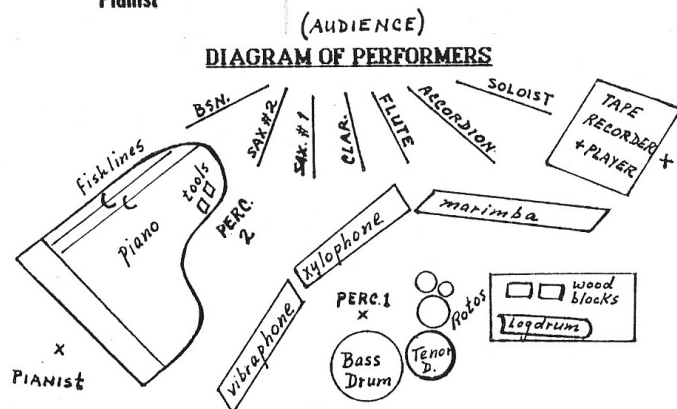 Pianist
(AUDIENCE)
DIAGRAM OF PERFORMERS
BSN.
SAX #2
SAX. #1
CLAR.
FLUTE
ACCORDION
SOLOIST
TAPE
RECORDER
+ PLAYER
+
fishlines
tools
piano
PERC.
2
xylophone
marimba
vibraphone
PERC. 1
x
Rotos
wood
blocks
Logdrum
Bass
Drum
Tenor
D.
x
PIANIST